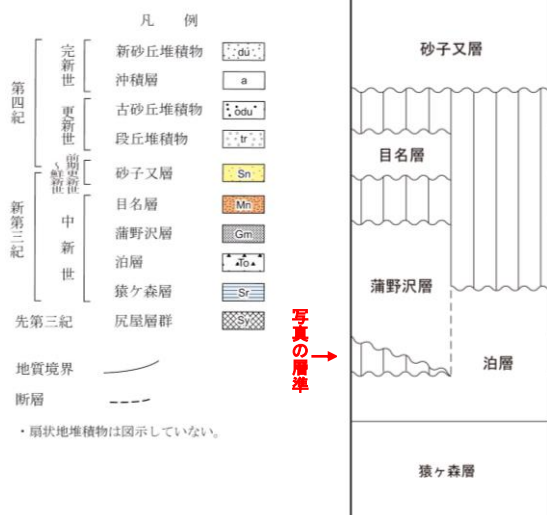 凡 例
第四紀
完新世
新砂丘堆積物 du
沖積層 a
更新世
古砂丘堆積物 odu
段丘堆積物 tr
前期更新世
~鮮新世
砂子又層 Sn
新第三紀
中新世
目名層 Mn
蒲野沢層 Gm
泊層 To
猿ケ森層 Sr
先第三紀 尻屋層群 Sy
地質境界
断層
・扇状地堆積物は図示していない。
写真の層準
砂子又層
目名層
蒲野沢層
泊層
猿ヶ森層